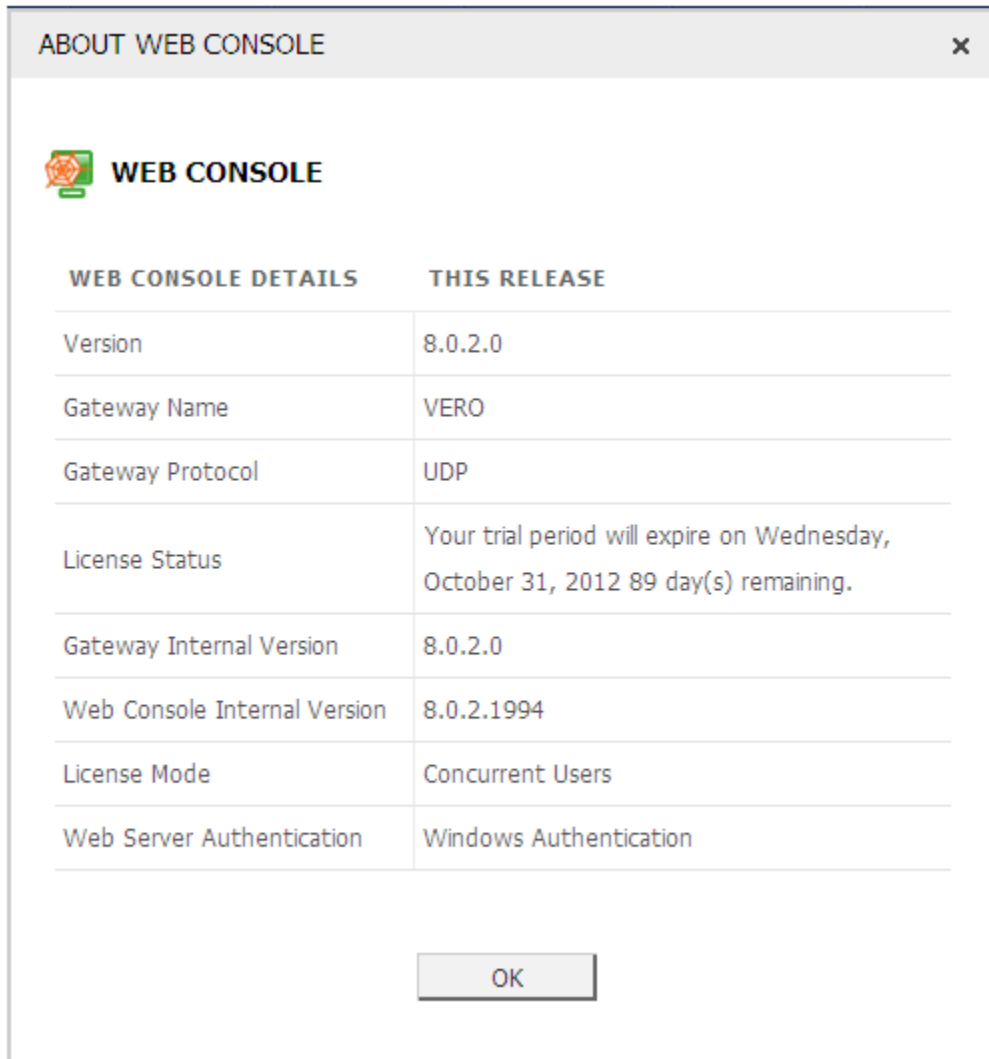 ABOUT WEB CONSOLE ×
WEB CONSOLE
WEB CONSOLE DETAILS THIS RELEASE
Version 8.0.2.0
Gateway Name VERO
Gateway Protocol UDP
License Status Your trial period will expire on Wednesday,
October 31, 2012 89 day(s) remaining.
Gateway Internal Version 8.0.2.0
Web Console Internal Version 8.0.2.1994
License Mode Concurrent Users
Web Server Authentication Windows Authentication
OK